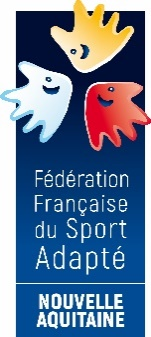 Fédération
Française
du Sport
Adapté
NOUVELLE
AQUITAINE